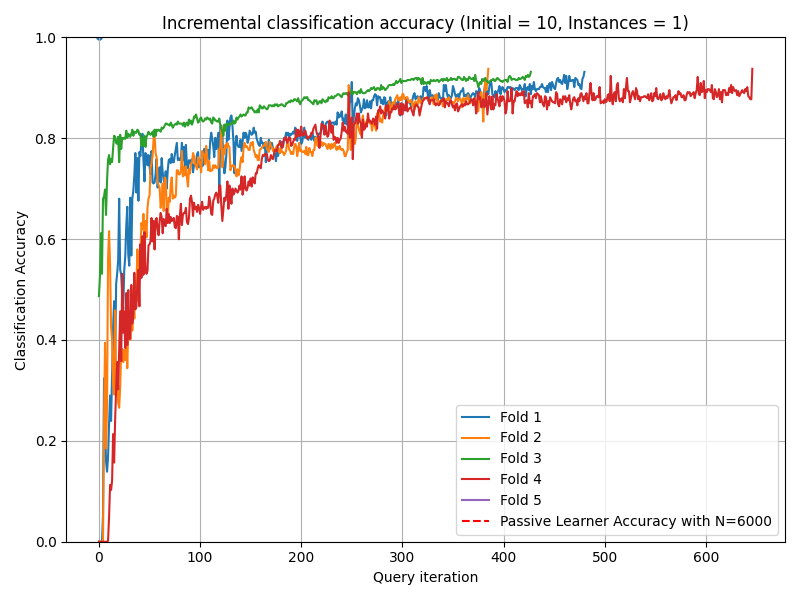 Incremental classification accuracy (Initial = 10, Instances = 1)
Classification Accuracy
1.0
0.8
0.6
0.4
0.2
0.0
0 100 200 300 400 500 600
Query iteration
Fold 1
Fold 2
Fold 3
Fold 4
Fold 5
Passive Learner Accuracy with N=6000